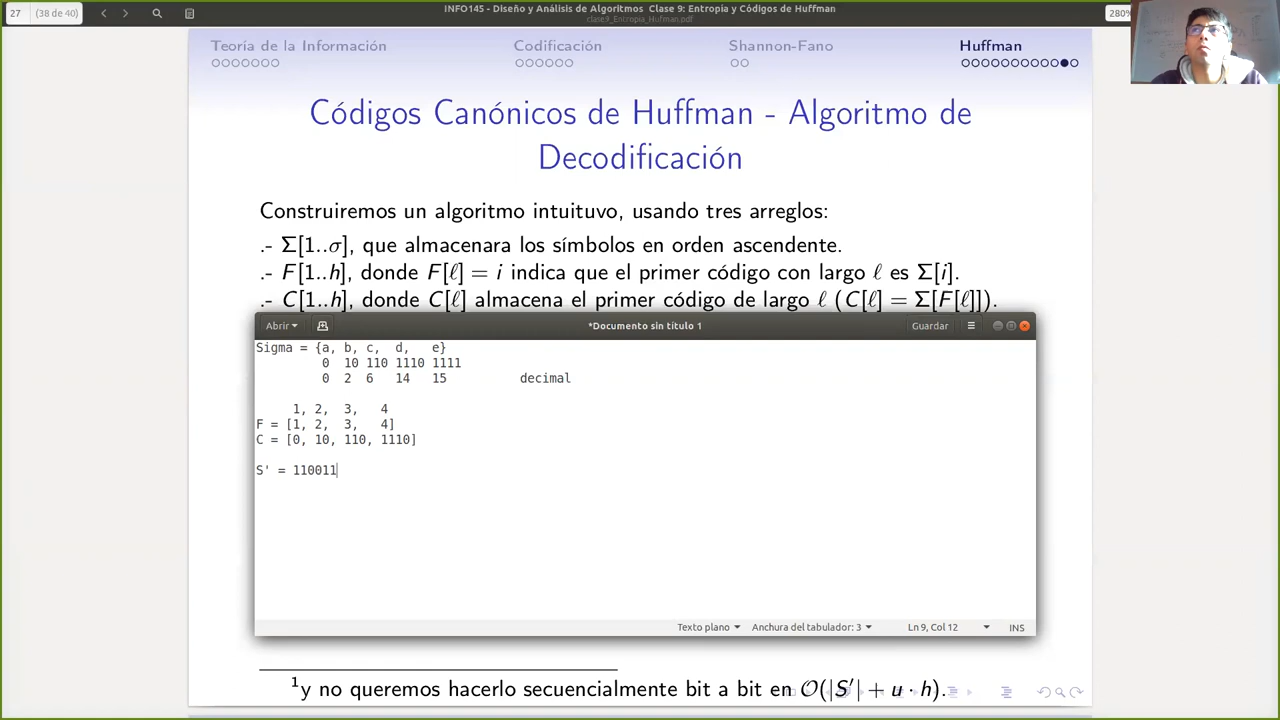 27 (38 de 40)
INFO145 - Diseño y Análisis de Algoritmos Clase 9: Entropia y Códigos de Huffman
clase9_Entropia_Hufman.pdf
280%
Teoría de la Información Codificación Shannon-Fano Huffman
Códigos Canónicos de Huffman - Algoritmo de
Decodificación
Construiremos un algoritmo intuituvo, usando tres arreglos:
.- Σ[1..σ], que almacenara los símbolos en orden ascendente.
.- F[1..h], donde F[ℓ] = i indica que el primer código con largo ℓ es Σ[i].
.- C[1..h], donde C[ℓ] almacena el primer código de largo ℓ (C[ℓ] = Σ[F[ℓ]]).
Abrir *Documento sin título 1 Guardar
Sigma = {a, b, c, d, e}
0 10 110 1110 1111
0 2 6 14 15 decimal
1, 2, 3, 4
F = [1, 2, 3, 4]
C = [0, 10, 110, 1110]
S' = 110011
Texto plano Anchura del tabulador: 3 Ln 9, Col 12 INS
1y no queremos hacerlo secuencialmente bit a bit en O(|S′| + u · h).